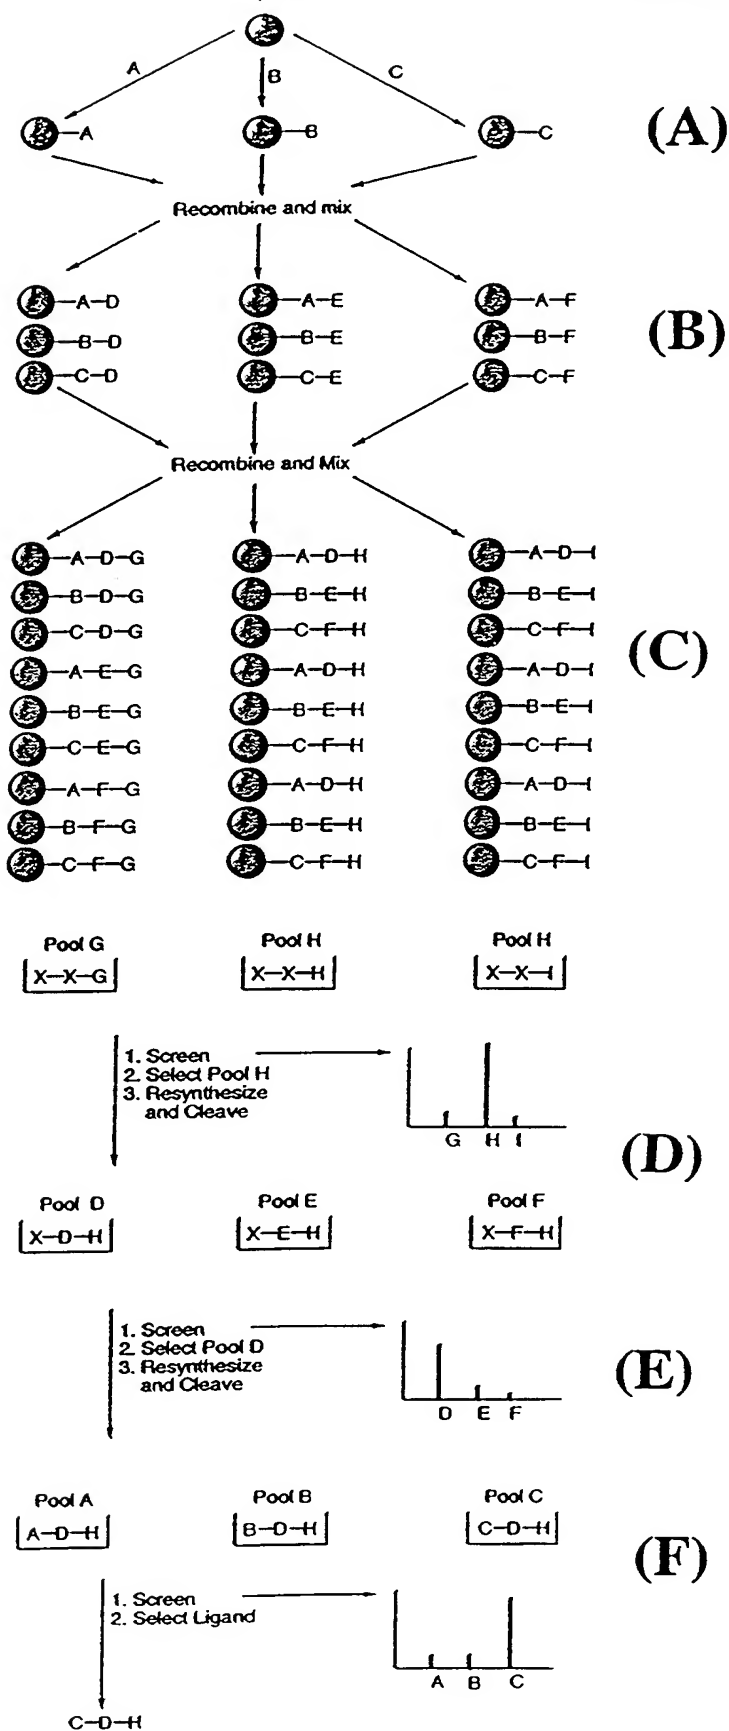 A B C
A B C (A)
Recombine and mix
A-D A-E A-F
B-D B-E B-F (B)
C-D C-E C-F
Recombine and Mix
A-D-G A-D-H A-D-I
B-D-G B-E-H B-E-I
C-D-G C-F-H C-F-I (C)
A-E-G A-D-H A-D-I
B-E-G B-E-H B-E-I
C-E-G C-F-H C-F-I
A-F-G A-D-H A-D-I
B-F-G B-E-H B-E-I
C-F-G C-F-H C-F-I
Pool G Pool H Pool H
X-X-G X-X-H X-X-I
1. Screen
2. Select Pool H
3. Resynthesize
and Cleave
G H I
(D)
Pool D Pool E Pool F
X-D-H X-E-H X-F-H
1. Screen
2. Select Pool D
3. Resynthesize
and Cleave
D E F
(E)
Pool A Pool B Pool C
A-D-H B-D-H C-D-H
(F)
1. Screen
2. Select Ligand
A B C
C-D-H